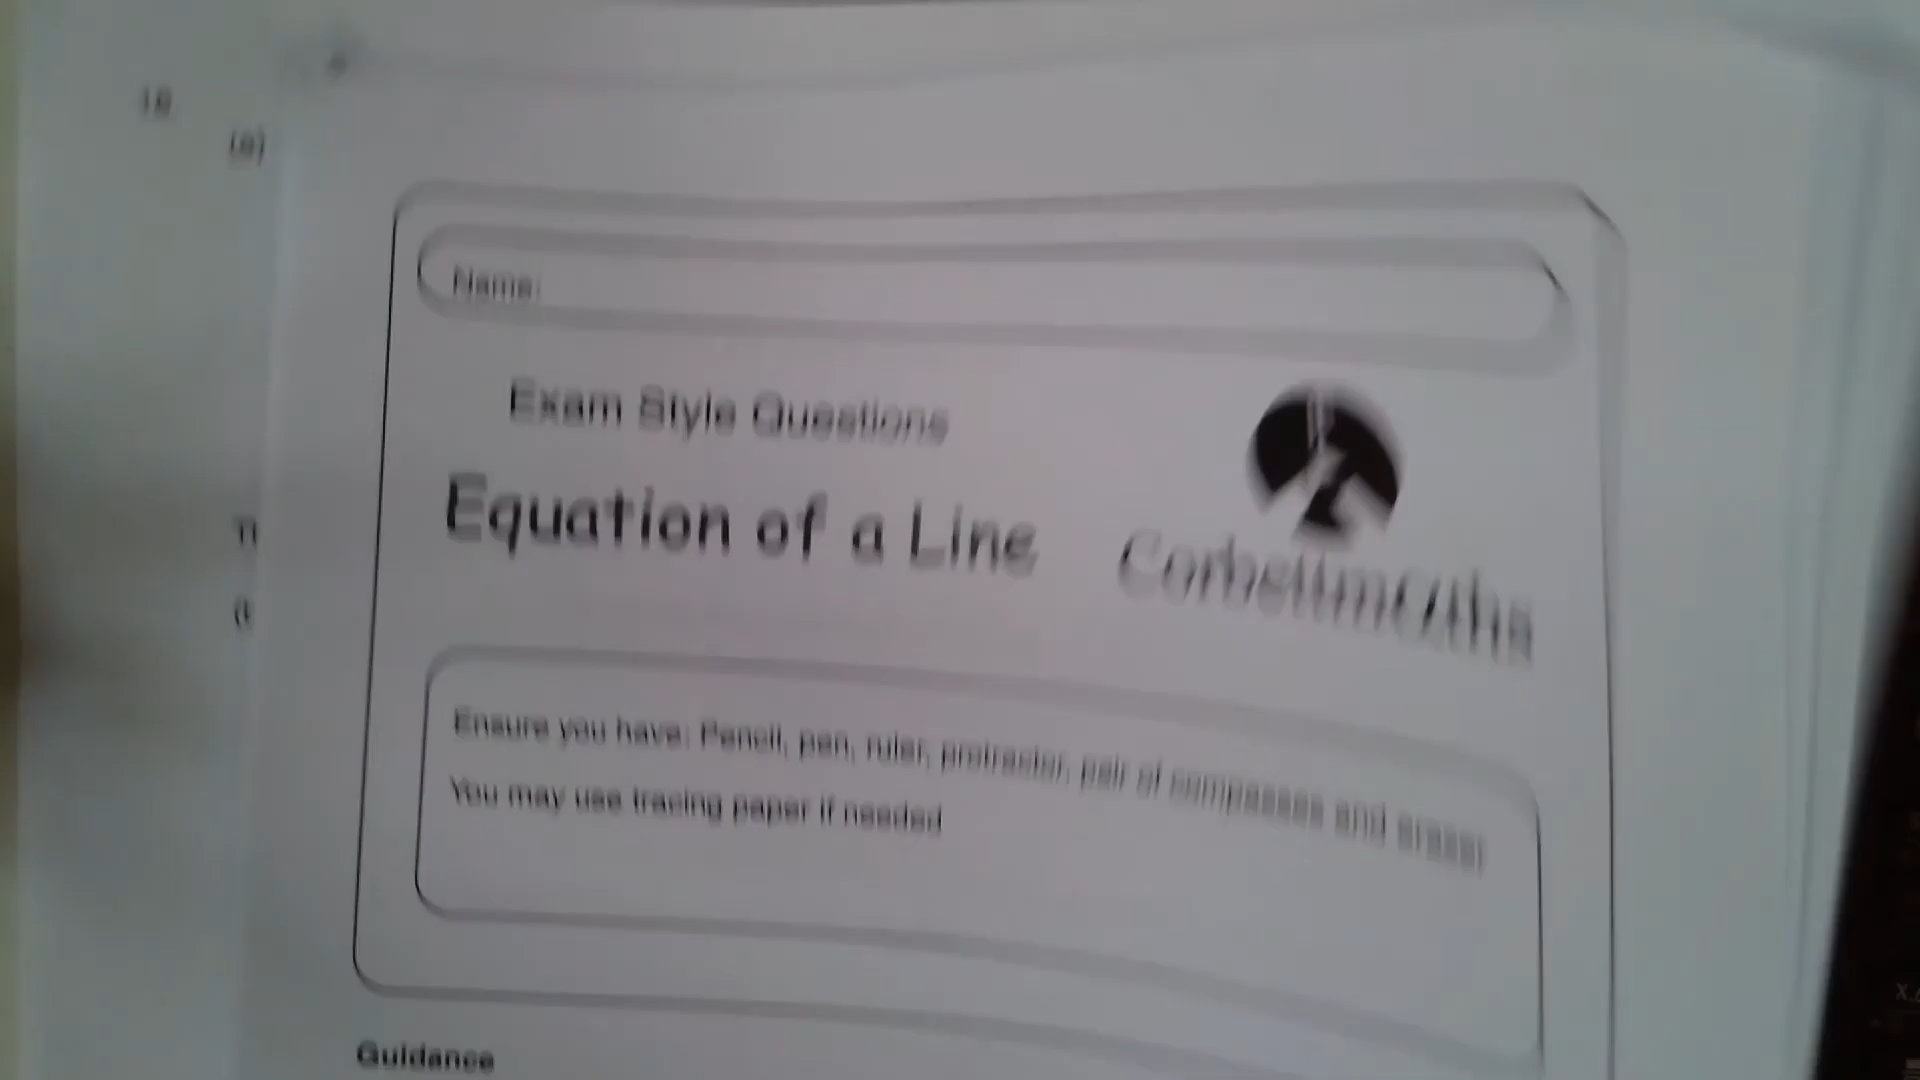 18
(a)
Name:
Exam Style Questions
Equation of a Line
Corbettmaths
Ensure you have: Pencil, pen, ruler, protractor, pair of compasses and eraser
You may use tracing paper if needed
Guidance